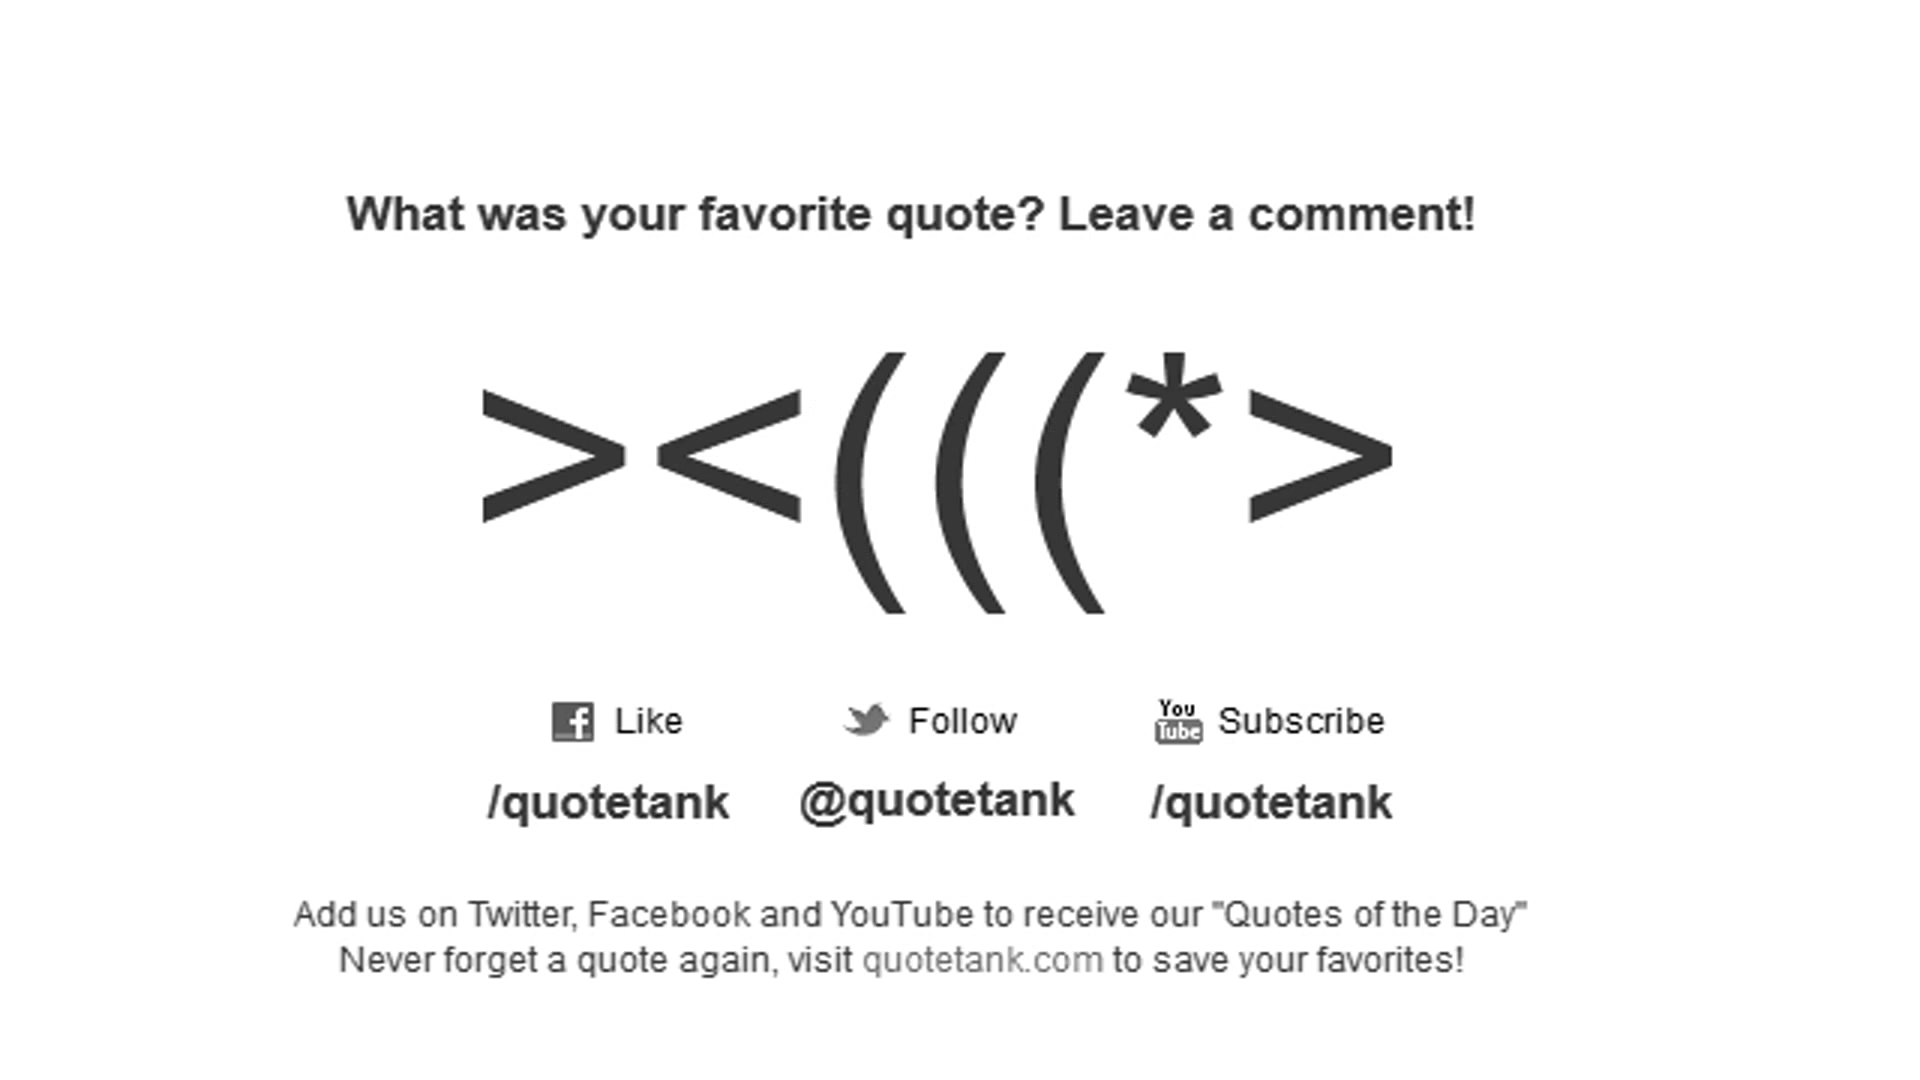 What was your favorite quote? Leave a comment!
><(((*>
f Like
Follow
You Tube Subscribe
/quotetank
@quotetank
/quotetank
Add us on Twitter, Facebook and YouTube to receive our "Quotes of the Day"
Never forget a quote again, visit quotetank.com to save your favorites!